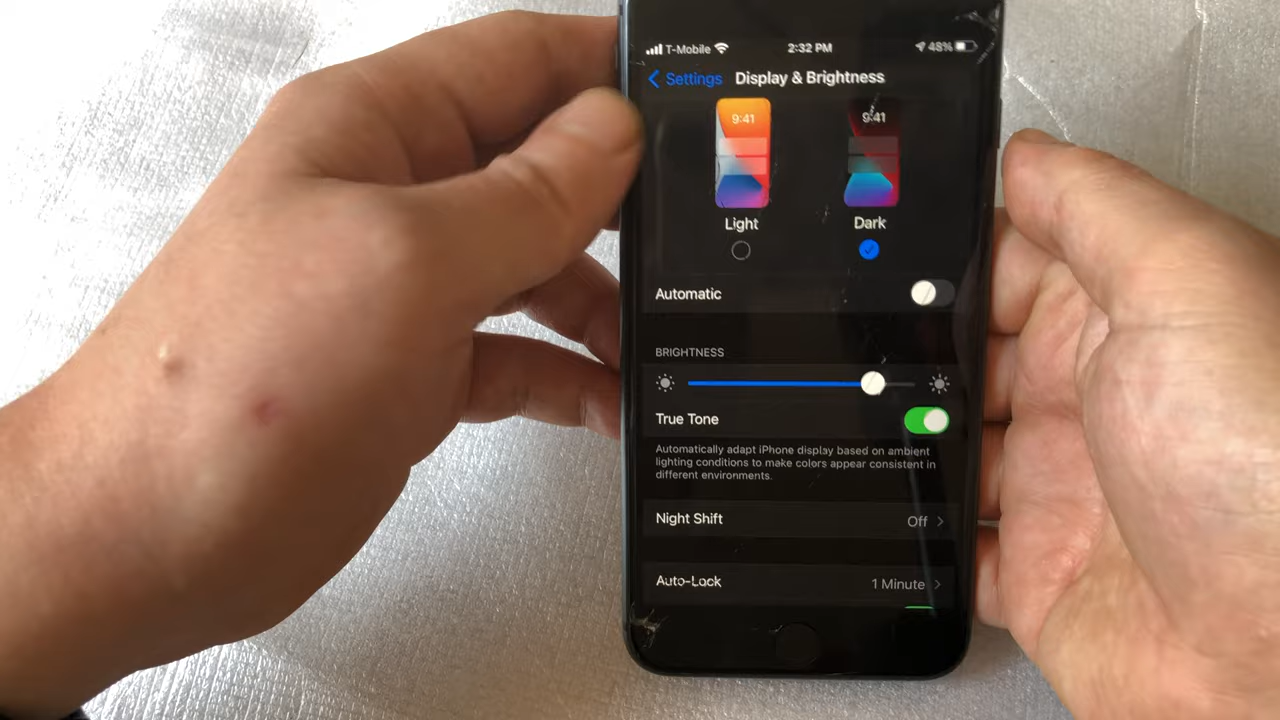 T-Mobile 2:32 PM 48%
Settings Display & Brightness
9:41 9:41
Light Dark
Automatic
BRIGHTNESS
True Tone
Automatically adapt iPhone display based on ambient
lighting conditions to make colors appear consistent in
different environments.
Night Shift Off
Auto-Lock 1 Minute